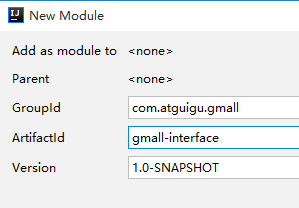 New Module
Add as module to <none>
Parent <none>
GroupId com.atguigu.gmall
ArtifactId gmall-interface
Version 1.0-SNAPSHOT